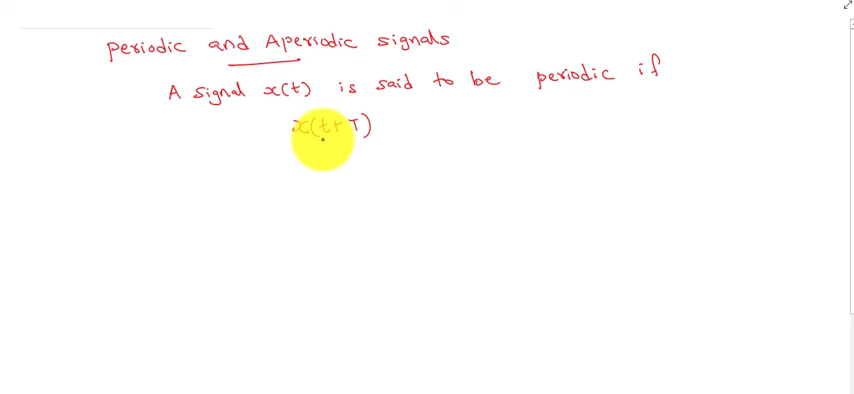 Periodic and Aperiodic signals
A signal x(t) is said to be periodic if
x(t+T)